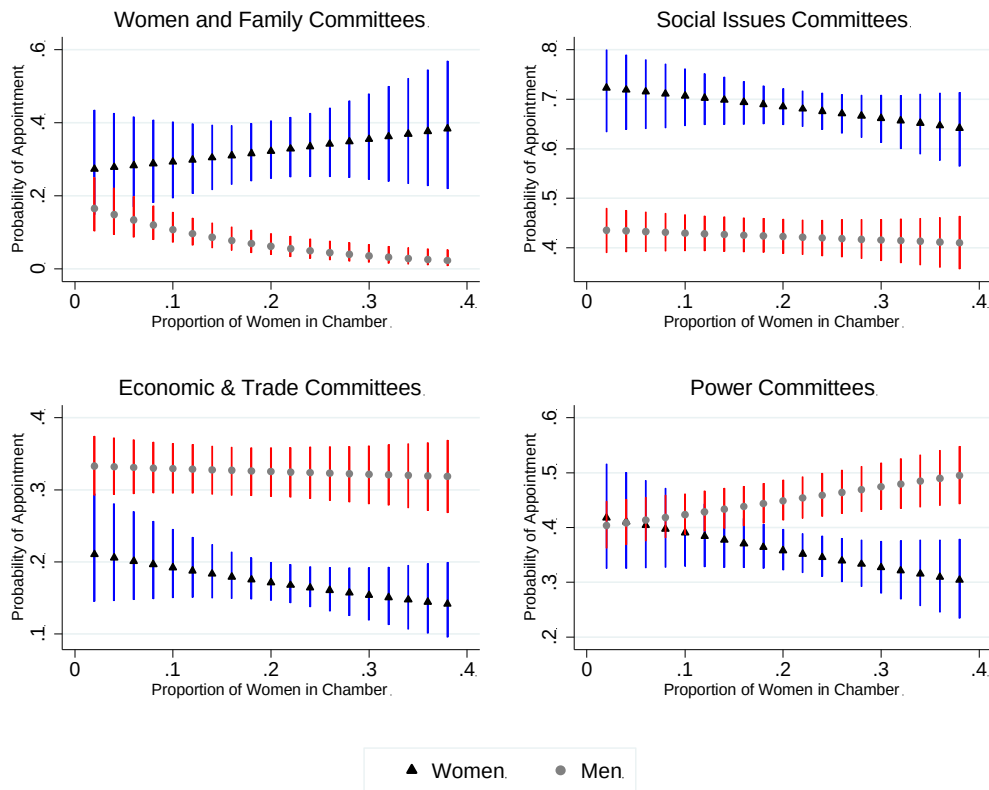 Women and Family Committees.
Social Issues Committees.
Probability of Appointment
.6
.4
.2
0
0 .1 .2 .3 .4
Proportion of Women in Chamber.
Probability of Appointment
.8
.7
.6
.5
.4
0 .1 .2 .3 .4
Proportion of Women in Chamber.
Economic & Trade Committees.
Power Committees.
Probability of Appointment
.4
.3
.2
.1
0 .1 .2 .3 .4
Proportion of Women in Chamber.
Probability of Appointment
.6
.5
.4
.3
.2
0 .1 .2 .3 .4
Proportion of Women in Chamber.
Women. Men.